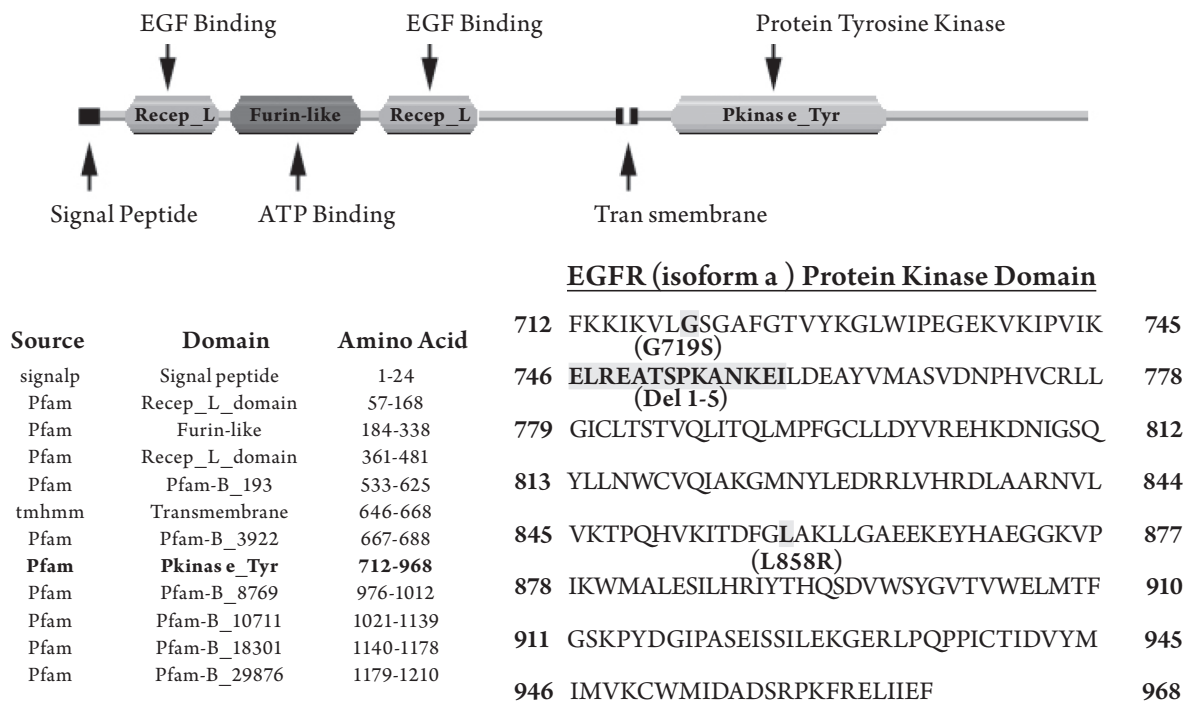 EGF Binding EGF Binding Protein Tyrosine Kinase
Recep_L Furin-like Recep_L Pkinas e_Tyr
Signal Peptide ATP Binding Tran smembrane
EGFR (isoform a ) Protein Kinase Domain
Source Domain Amino Acid
signalp Signal peptide 1-24
Pfam Recep_L_domain 57-168
Pfam Furin-like 184-338
Pfam Recep_L_domain 361-481
Pfam Pfam-B_193 533-625
tmhmm Transmembrane 646-668
Pfam Pfam-B_3922 667-688
Pfam Pkinas e_Tyr 712-968
Pfam Pfam-B_8769 976-1012
Pfam Pfam-B_10711 1021-1139
Pfam Pfam-B_18301 1140-1178
Pfam Pfam-B_29876 1179-1210
712 FKKIKVLGSGAFGTVYKGLWIPEGEKVKIPVIK 745
(G719S)
746 ELREATSPKANKEILDEAYVMASVDNPHVCRLL 778
(Del 1-5)
779 GICLTSTVQLITQLMPFGCLLDYVREHKDNIGSQ 812
813 YLLNWCVQIAKGMNYLEDRRLVHRDLAARNVL 844
845 VKTPQHVKITDFGLAKLLGAEEKEYHAEGGKVP 877
(L858R)
878 IKWMALESILHRIYTHQSDVWSYGVTVWELMTF 910
911 GSKPYDGIPASEISSILEKGERLPQPPICTIDVYM 945
946 IMVKCWMIDADSRPKFRELIIEF 968